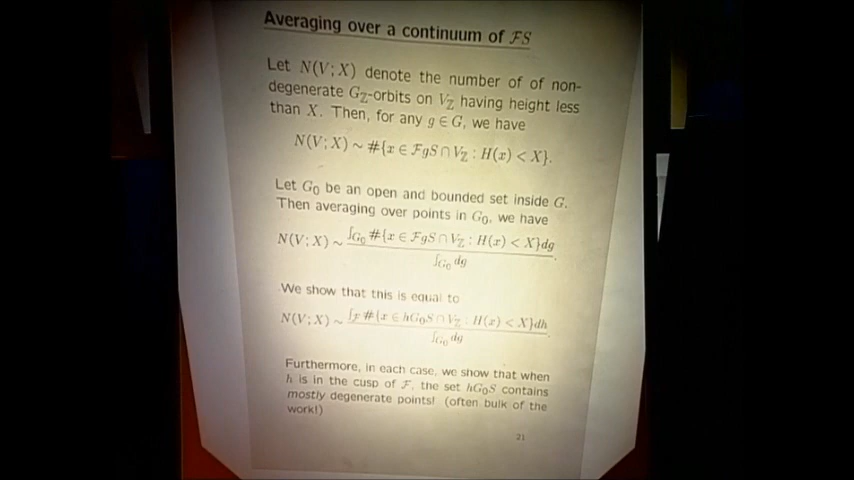 Averaging over a continuum of ℱS
Let N(V; X) denote the number of of non-
degenerate G_ℤ-orbits on V_ℤ having height less
than X. Then, for any g ∈ G, we have
N(V; X) ~ #{x ∈ ℱgS ∩ V_ℤ : H(x) < X}.
Let G_0 be an open and bounded set inside G.
Then averaging over points in G_0, we have
N(V; X) ~ ∫_{G_0} #{x ∈ ℱgS ∩ V_ℤ : H(x) < X}dg / ∫_{G_0} dg.
We show that this is equal to
N(V; X) ~ ∫_ℱ #{x ∈ hG_0S ∩ V_ℤ : H(x) < X}dh / ∫_{G_0} dg.
Furthermore, in each case, we show that when
h is in the cusp of ℱ, the set hG_0S contains
mostly degenerate points! (often bulk of the
work!)
21